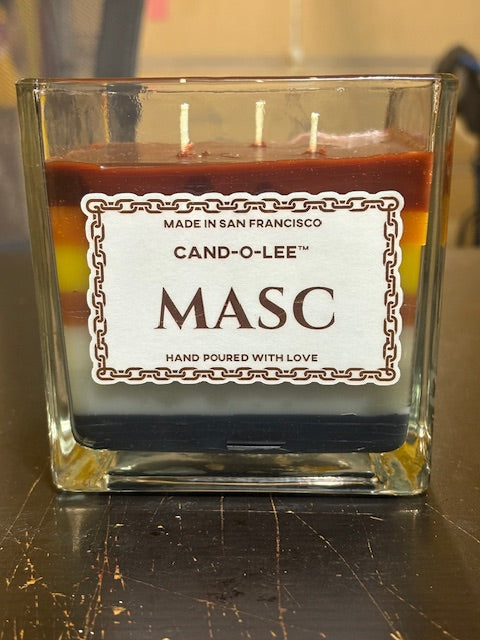 MADE IN SAN FRANCISCO
CAND-O-LEE™
MASC
HAND POURED WITH LOVE